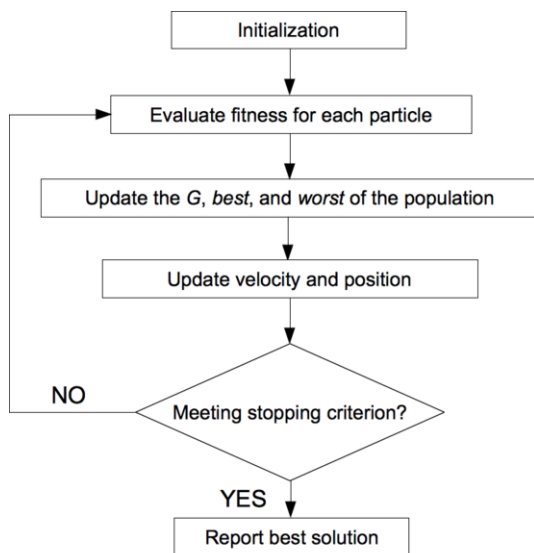 Initialization
Evaluate fitness for each particle
Update the G, best, and worst of the population
Update velocity and position
Meeting stopping criterion?
NO
YES
Report best solution